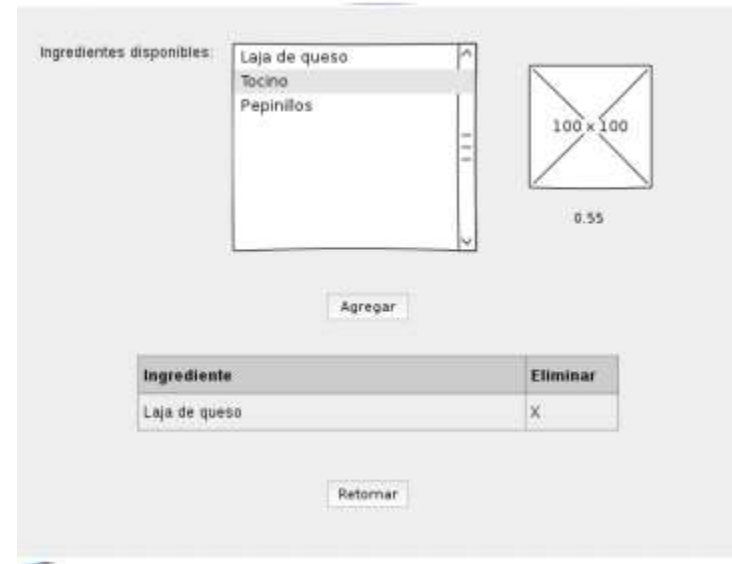 Ingredientes disponibles:
Laja de queso
Tocino
Pepinillos
100 x 100
0.55
Agregar
Ingrediente Eliminar
Laja de queso X
Retornar